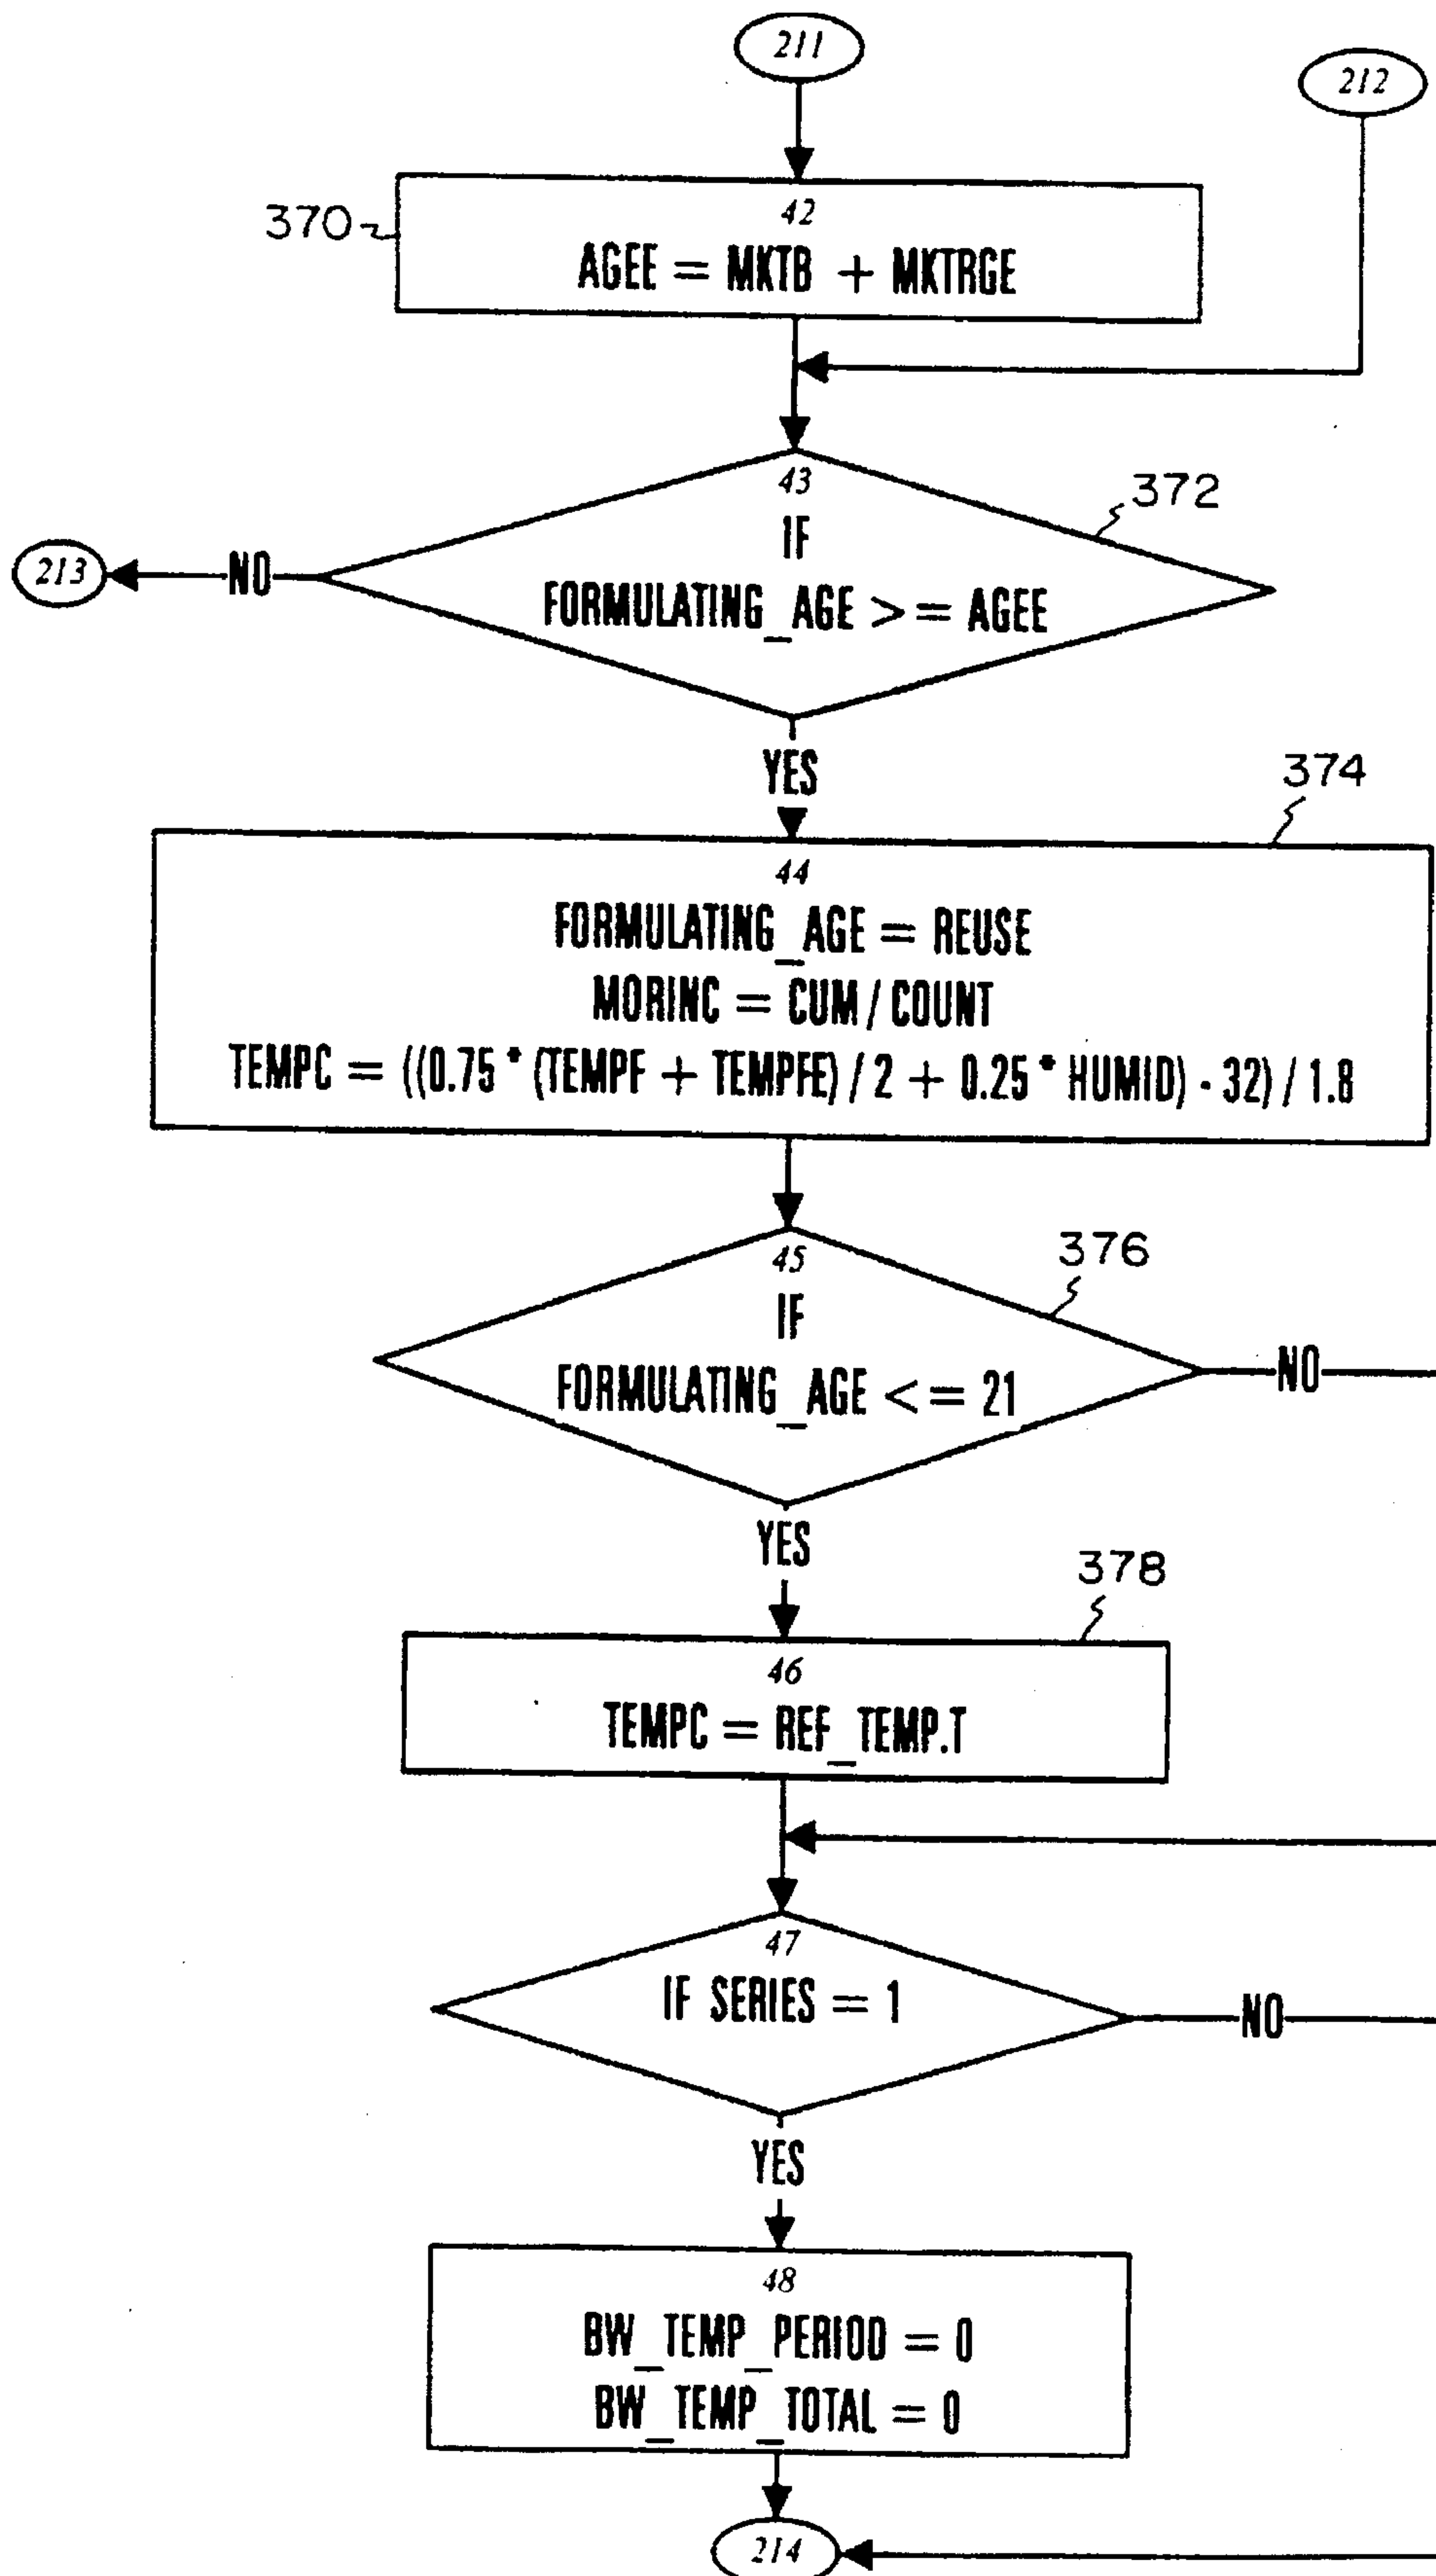 211
212
370
42
AGEE = MKTB + MKTRGE
43
372
IF
FORMULATING_AGE > = AGEE
213
NO
YES
374
44
FORMULATING_AGE = REUSE
MORINC = CUM / COUNT
TEMPC = ((0.75 * (TEMPF + TEMPFE) / 2 + 0.25 * HUMID) - 32) / 1.8
45
376
IF
FORMULATING_AGE < = 21
NO
YES
378
46
TEMPC = REF_TEMP.T
47
IF SERIES = 1
NO
YES
48
BW_TEMP_PERIOD = 0
BW_TEMP_TOTAL = 0
214